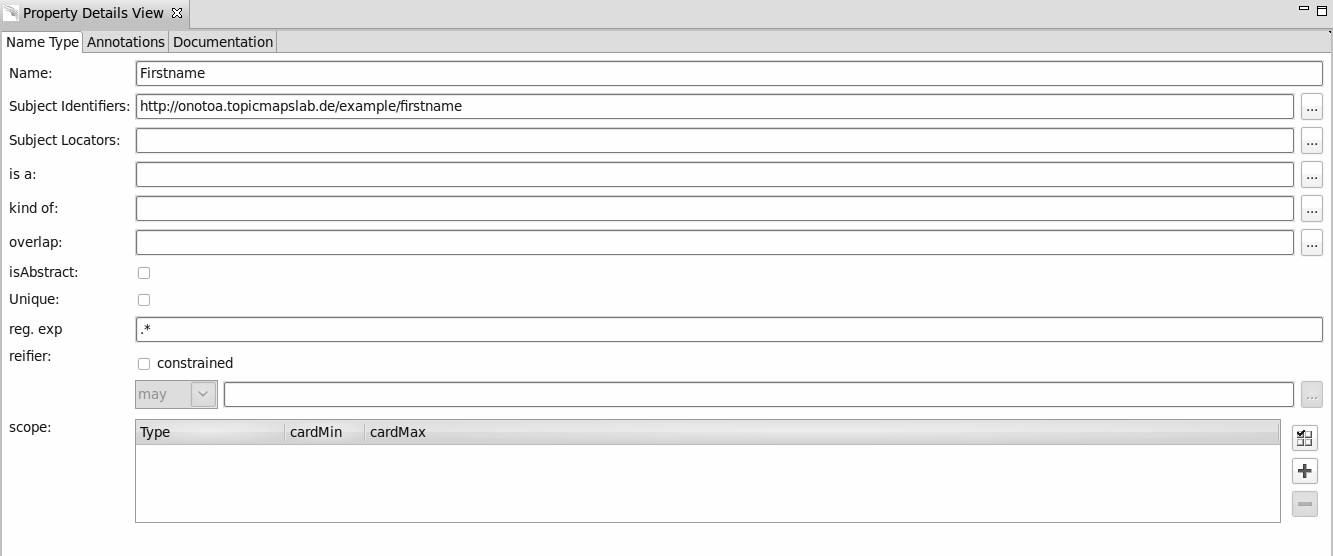 Property Details View
Name Type Annotations Documentation
Name: Firstname
Subject Identifiers: http://onotoa.topicmapslab.de/example/firstname ...
Subject Locators: ...
is a: ...
kind of: ...
overlap: ...
isAbstract:
Unique:
reg. exp .*
reifier: constrained
may ...
scope: Type cardMin cardMax